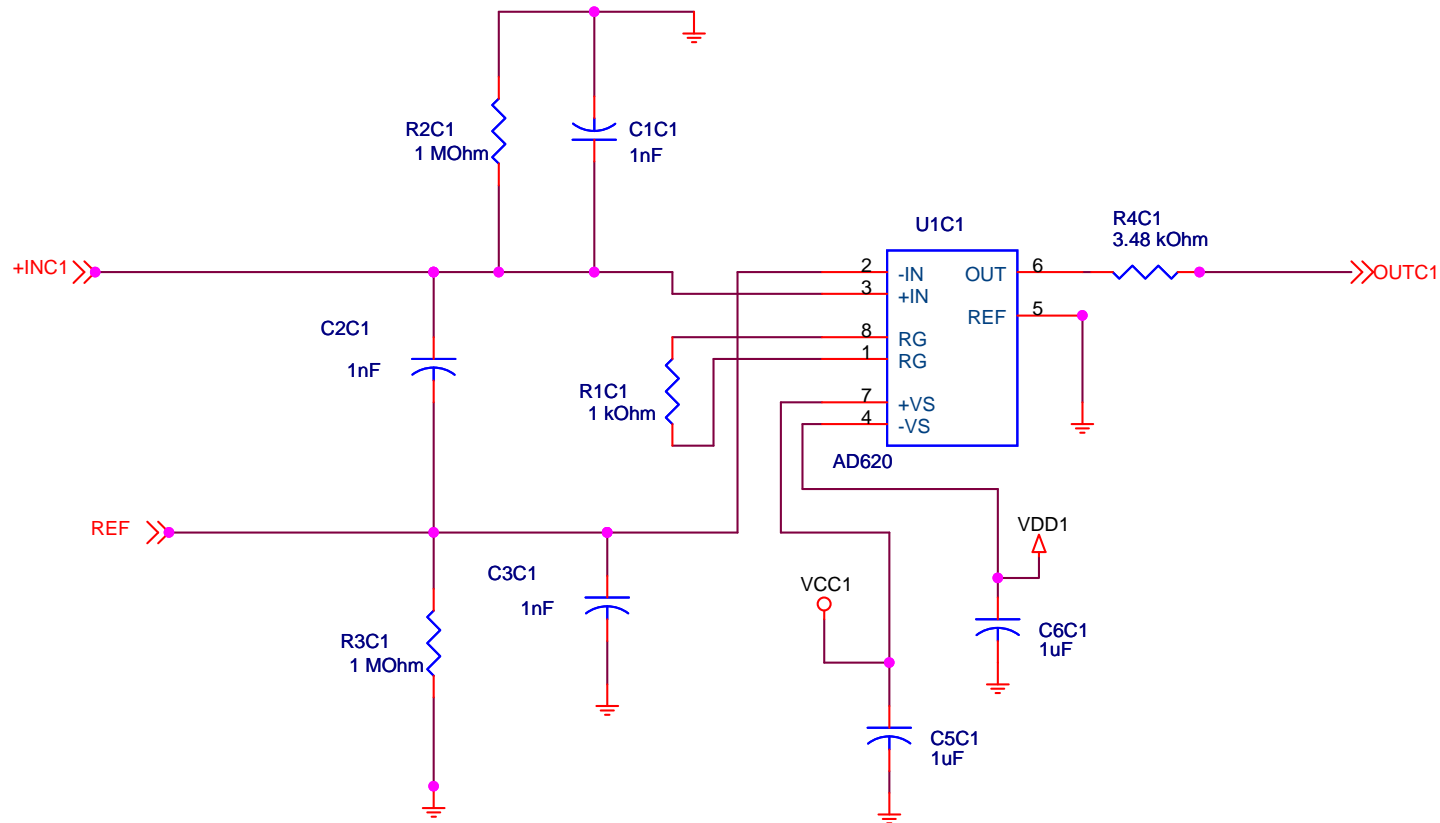 R2C1
1 MOhm
C1C1
1nF
U1C1
R4C1
3.48 kOhm
+INC1
2
-IN
OUT
6
OUTC1
3
+IN
REF
5
C2C1
1nF
8
RG
1
RG
R1C1
1 kOhm
7
+VS
4
-VS
AD620
REF
VDD1
C3C1
1nF
VCC1
C6C1
1uF
R3C1
1 MOhm
C5C1
1uF